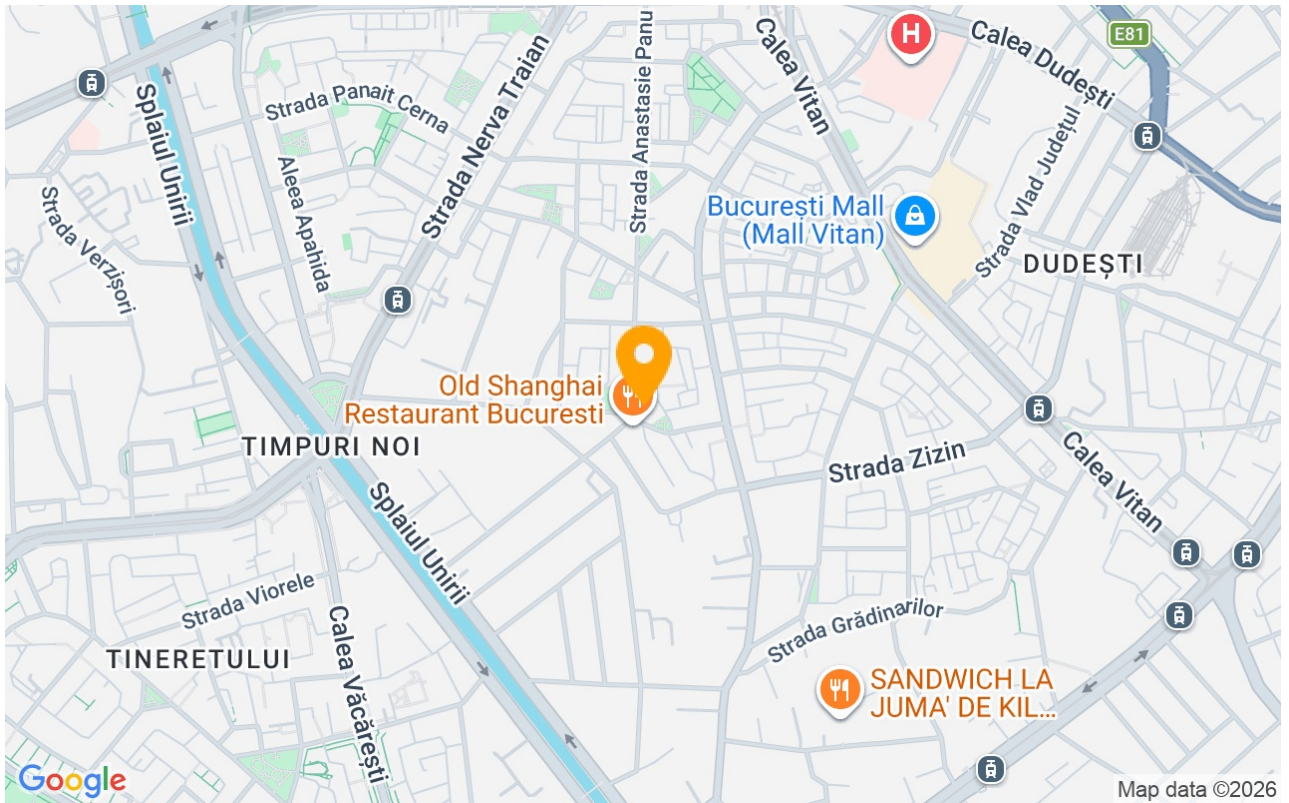 E81
H
Calea Dudești
Calea Vitan
Splaiul Unirii
Strada Panait Cerna
Strada Nerva Traian
Strada Anastasie Panu
Strada Vlad Județul
Aleea Apahida
Strada Verzișori
București Mall
(Mall Vitan)
DUDEȘTI
Old Shanghai
Restaurant Bucuresti
TIMPURI NOI
Strada Zizin
Calea Vitan
Splaiul Unirii
Strada Viorele
Calea Văcărești
Strada Grădinarilor
TINERETULUI
SANDWICH LA
JUMA' DE KIL...
Google
Map data ©2026